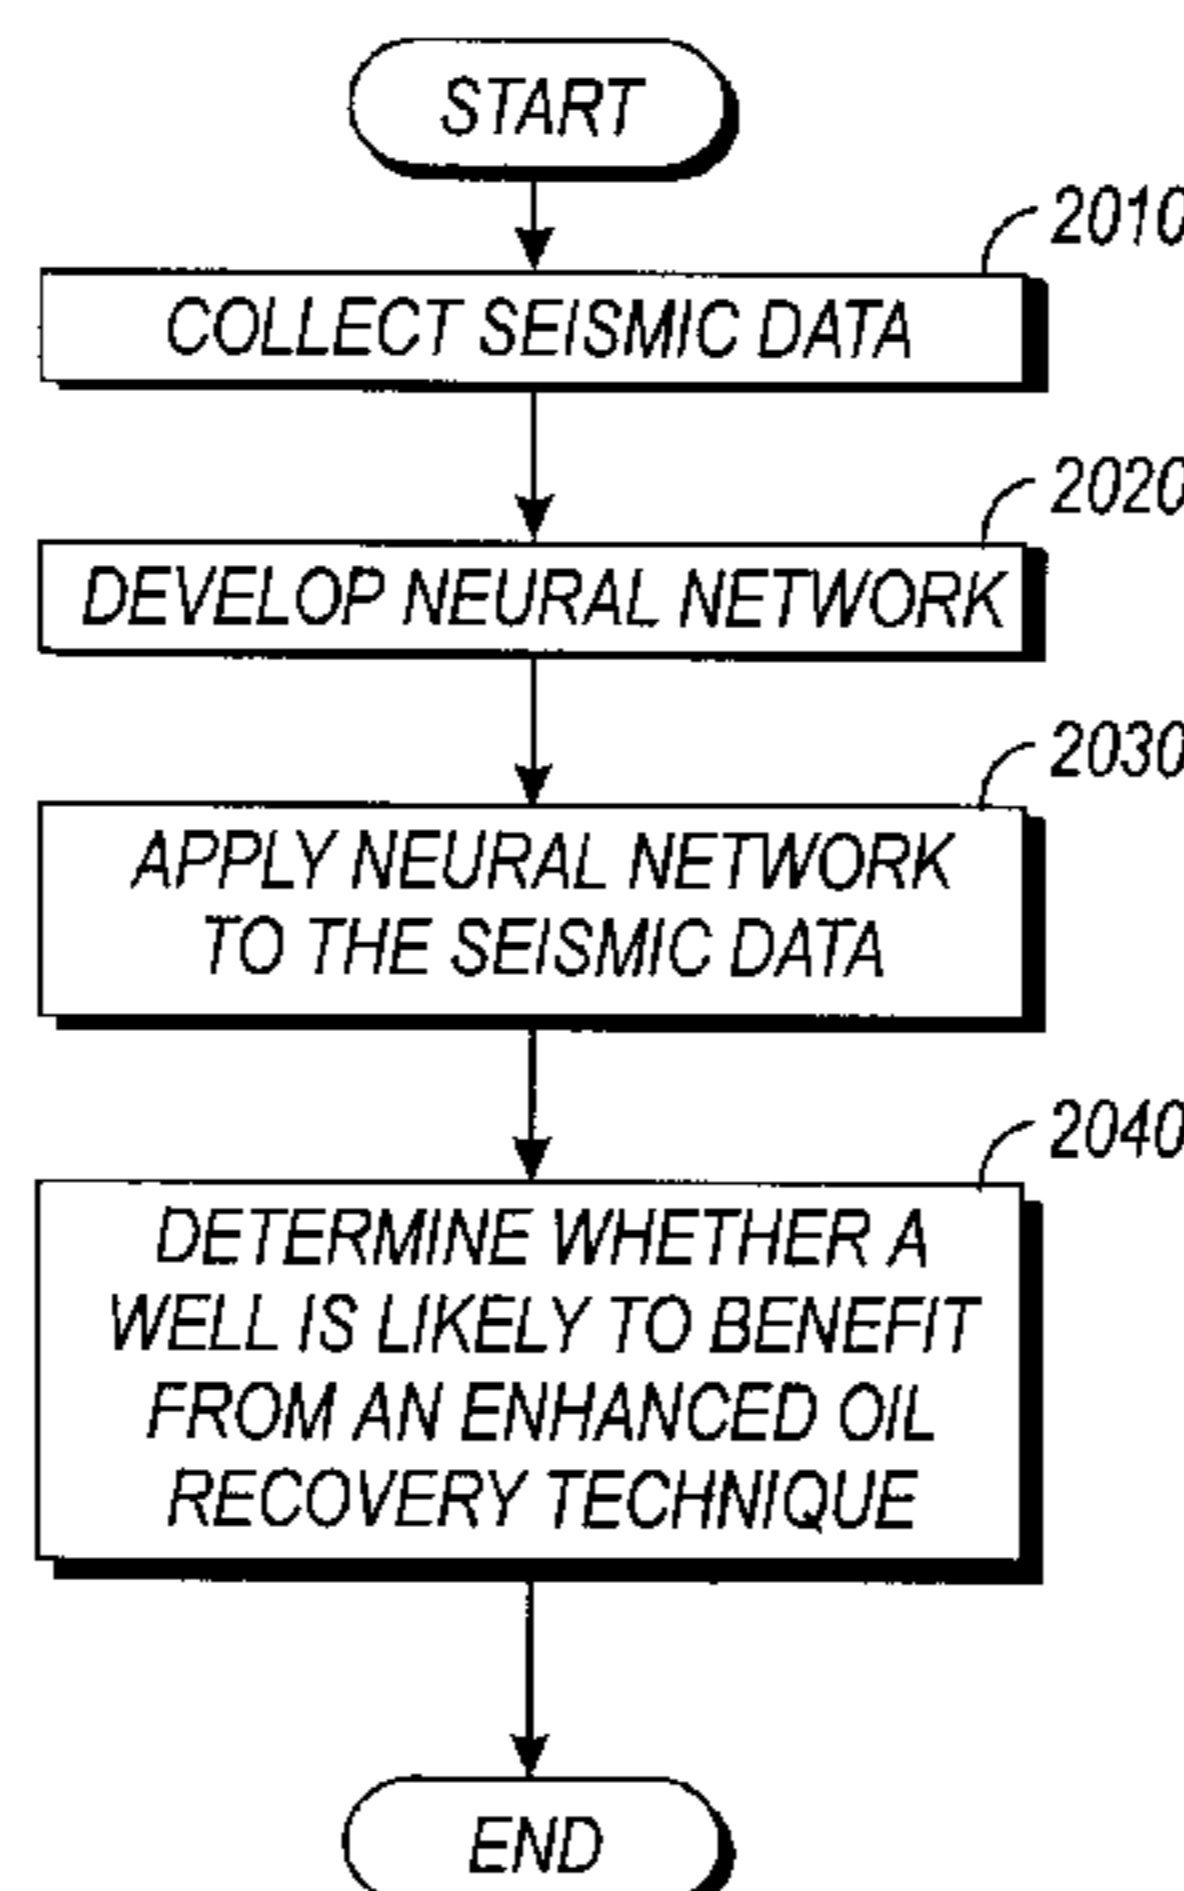 START
2010
COLLECT SEISMIC DATA
2020
DEVELOP NEURAL NETWORK
2030
APPLY NEURAL NETWORK
TO THE SEISMIC DATA
2040
DETERMINE WHETHER A
WELL IS LIKELY TO BENEFIT
FROM AN ENHANCED OIL
RECOVERY TECHNIQUE
END